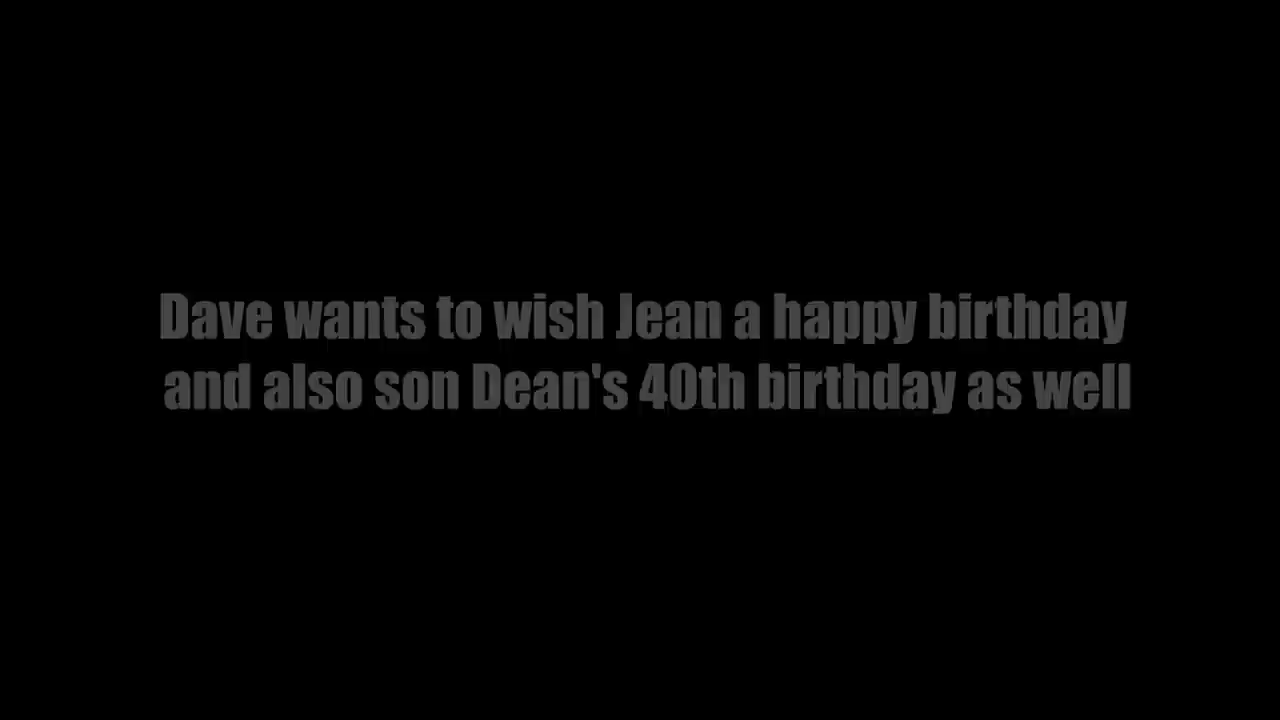 Dave wants to wish Jean a happy birthday
and also son Dean's 40th birthday as well